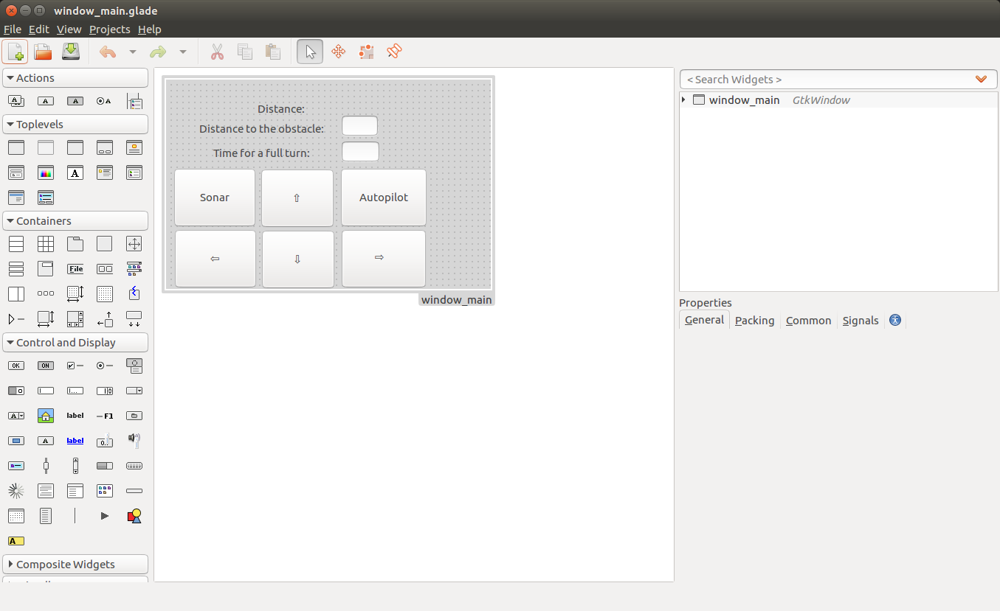 window_main.glade
File Edit View Projects Help
Actions
A A A A
Toplevels
A
Containers
File
Control and Display
OK ON
A label F1
A label 0..
A
Composite Widgets
Distance:
Distance to the obstacle:
Time for a full turn:
Sonar ⇧ Autopilot
⇦ ⇩ ⇨
window_main
< Search Widgets >
window_main GtkWindow
Properties
General Packing Common Signals